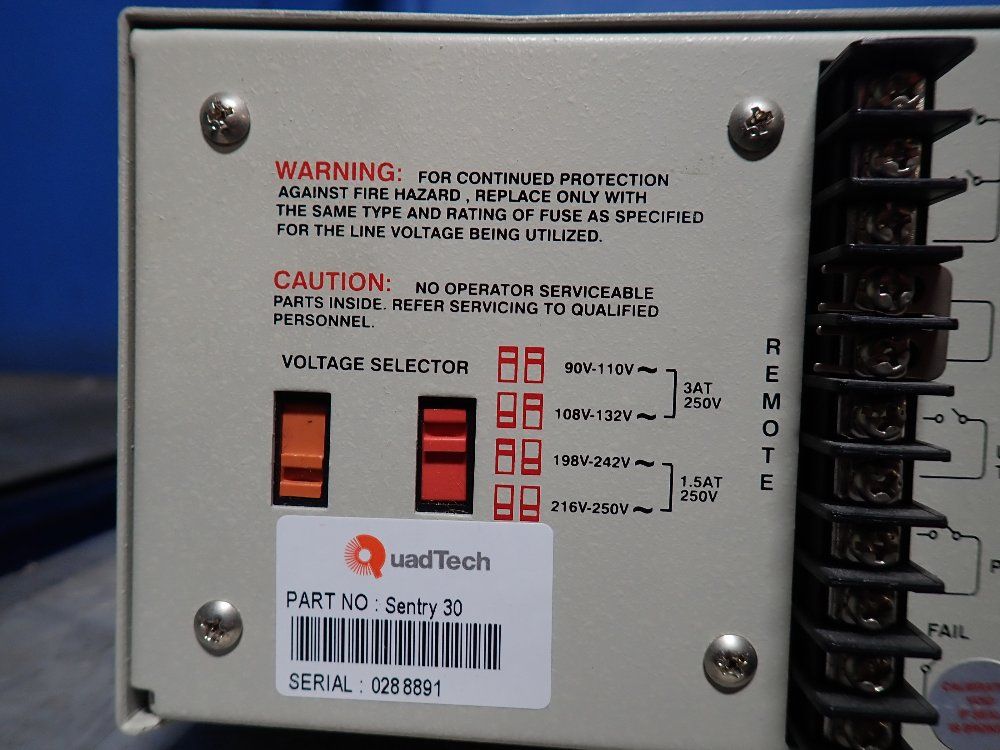 WARNING: FOR CONTINUED PROTECTION
AGAINST FIRE HAZARD , REPLACE ONLY WITH
THE SAME TYPE AND RATING OF FUSE AS SPECIFIED
FOR THE LINE VOLTAGE BEING UTILIZED.
CAUTION: NO OPERATOR SERVICEABLE
PARTS INSIDE. REFER SERVICING TO QUALIFIED
PERSONNEL.
VOLTAGE SELECTOR
90V-110V ~
108V-132V ~
3AT
250V
198V-242V ~
216V-250V ~
1.5AT
250V
REMOTE
QuadTech
PART NO : Sentry 30
SERIAL : 0288891
FAIL